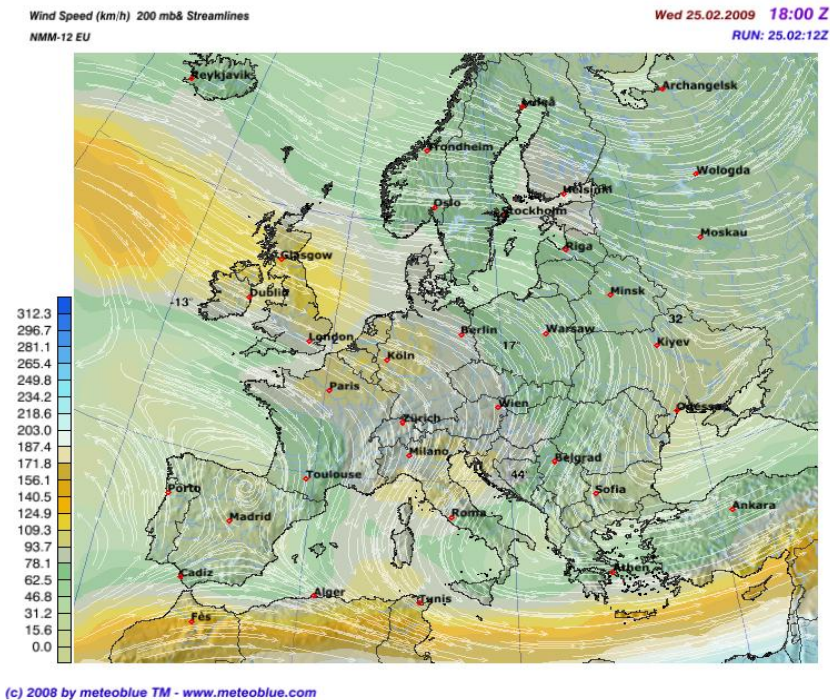 Wind Speed (km/h) 200 mb& Streamlines
Wed 25.02.2009 18:00 Z
NMM-12 EU
RUN: 25.02:12Z
Reykjavik
Archangelsk
Luleå
Trondheim
Wologda
Helsinki
Oslo
Stockholm
Moskau
Riga
Glasgow
Dublin
Minsk
-13°
312.3
296.7
281.1
265.4
249.8
234.2
218.6
203.0
187.4
171.8
156.1
140.5
124.9
109.3
93.7
78.1
62.5
46.8
31.2
15.6
0.0
32
London
Berlin
Warsaw
17°
Kiyev
Köln
Paris
Wien
Odessa
Zürich
Milano
Belgrad
Toulouse
44°
Porto
Sofia
Madrid
Roma
Ankara
Cadiz
Athen
Alger
Tunis
Fés
(c) 2008 by meteoblue TM - www.meteoblue.com